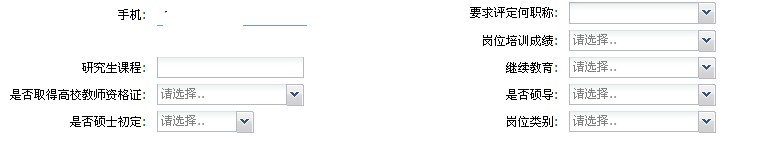 手机: 要求评定何职称:
岗位培训成绩: 请选择..
研究生课程: 继续教育: 请选择..
是否取得高校教师资格证: 请选择.. 是否硕导: 请选择..
是否硕士初定: 请选择.. 岗位类别: 请选择..